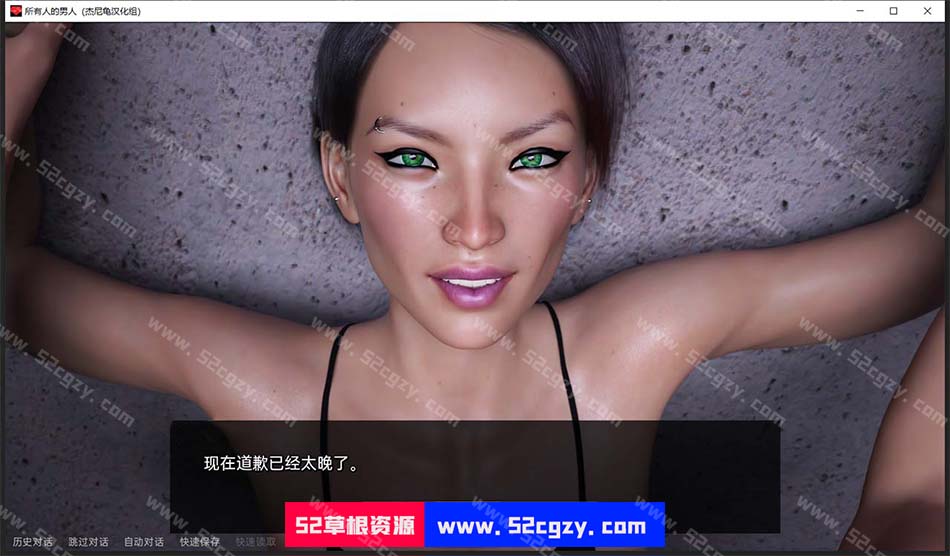 所有人的男人（杰尼龟汉化组）
现在道歉已经太晚了。
52草根资源 www.52cgzy.com
历史对话 跳过对话 自动对话 快速保存 快速读取
www.52cgzy.com